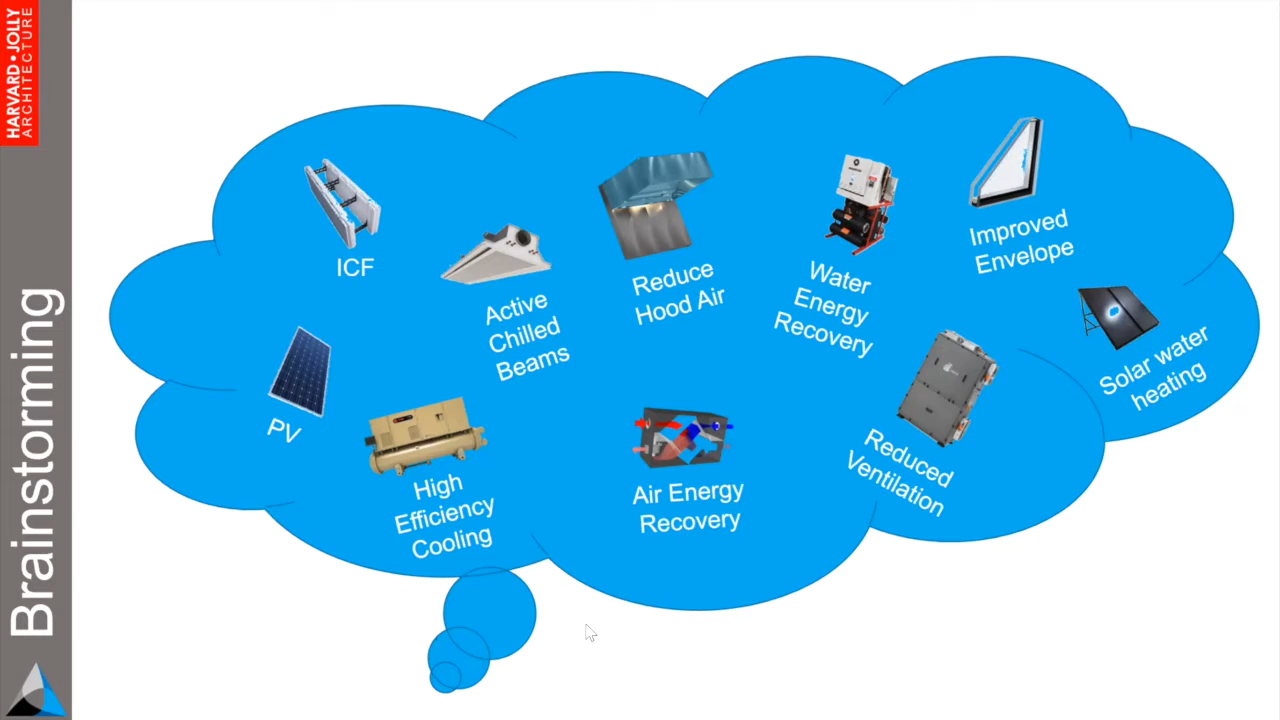 HARVARD•JOLLY
ARCHITECTURE
Brainstorming
ICF
Active
Chilled
Beams
Reduce
Hood Air
Water
Energy
Recovery
Improved
Envelope
Solar water
heating
PV
High
Efficiency
Cooling
Air Energy
Recovery
Reduced
Ventilation